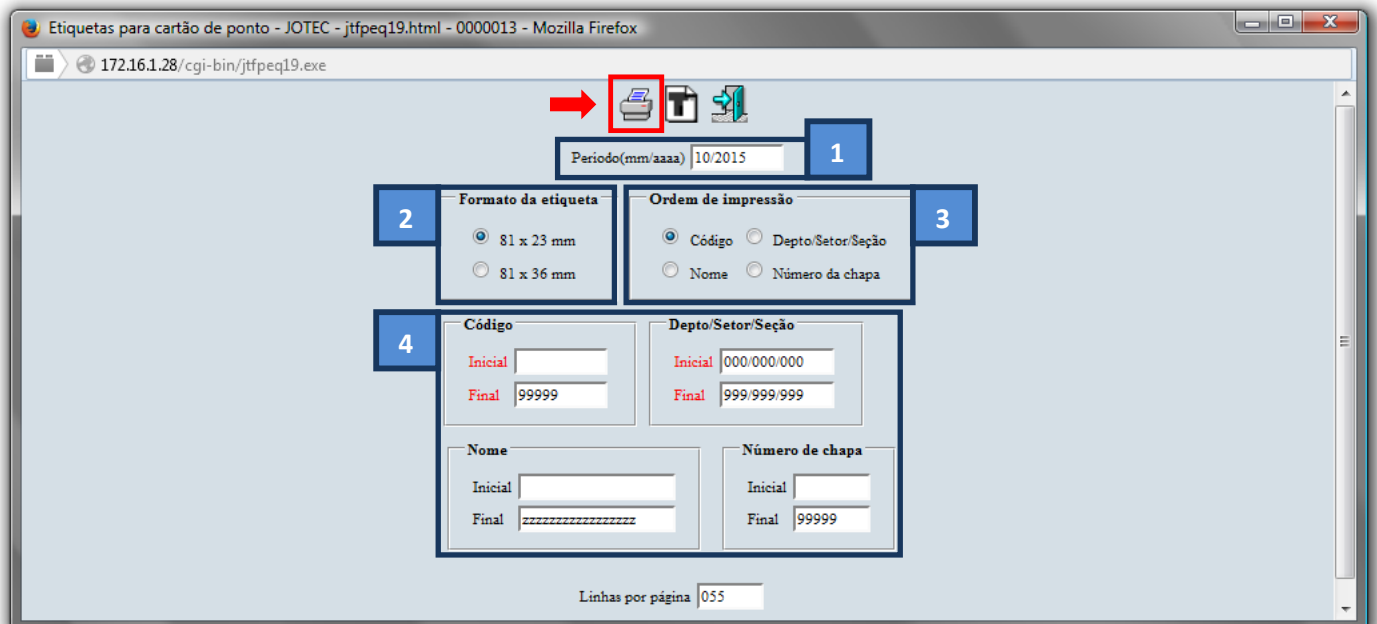 Etiquetas para cartão de ponto - JOTEC - jtfpeq19.html - 0000013 - Mozilla Firefox
172.16.1.28/cgi-bin/jtfpeq19.exe
T
Periodo(mm/aaaa) 10/2015 1
2 Formato da etiqueta Ordem de impressão 3
81 x 23 mm Código Depto/Setor/Seção
81 x 36 mm Nome Número da chapa
4 Código Depto/Setor/Seção
Inicial Inicial 000/000/000
Final 99999 Final 999/999/999
Nome Número de chapa
Inicial Inicial
Final zzzzzzzzzzzzzzzzz Final 99999
Linhas por página 055